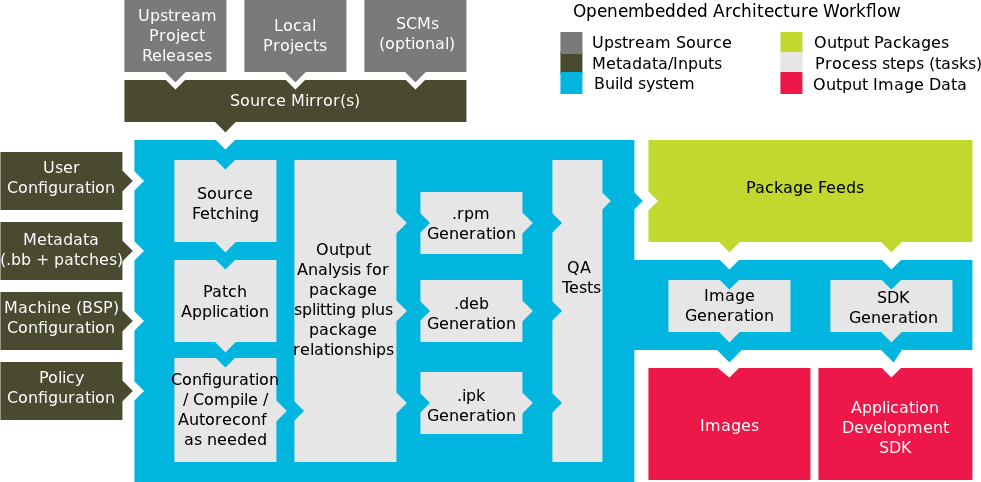 Openembedded Architecture Workflow
Upstream Source
Metadata/Inputs
Build system
Output Packages
Process steps (tasks)
Output Image Data
Upstream
Project
Releases
Local
Projects
SCMs
(optional)
Source Mirror(s)
User
Configuration
Metadata
(.bb + patches)
Machine (BSP)
Configuration
Policy
Configuration
Source
Fetching
Patch
Application
Configuration
/ Compile /
Autoreconf
as needed
Output
Analysis for
package
splitting plus
package
relationships
.rpm
Generation
.deb
Generation
.ipk
Generation
QA
Tests
Package Feeds
Image
Generation
SDK
Generation
Images
Application
Development
SDK